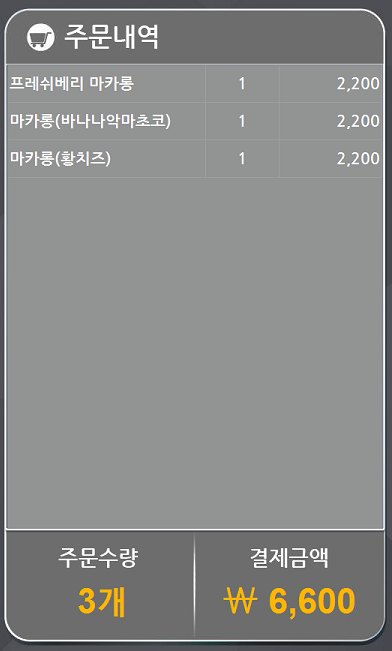 주문내역
프레쉬베리 마카롱 1 2,200
마카롱(바나나악마초코) 1 2,200
마카롱(황치즈) 1 2,200
주문수량 결제금액
3개 ₩ 6,600